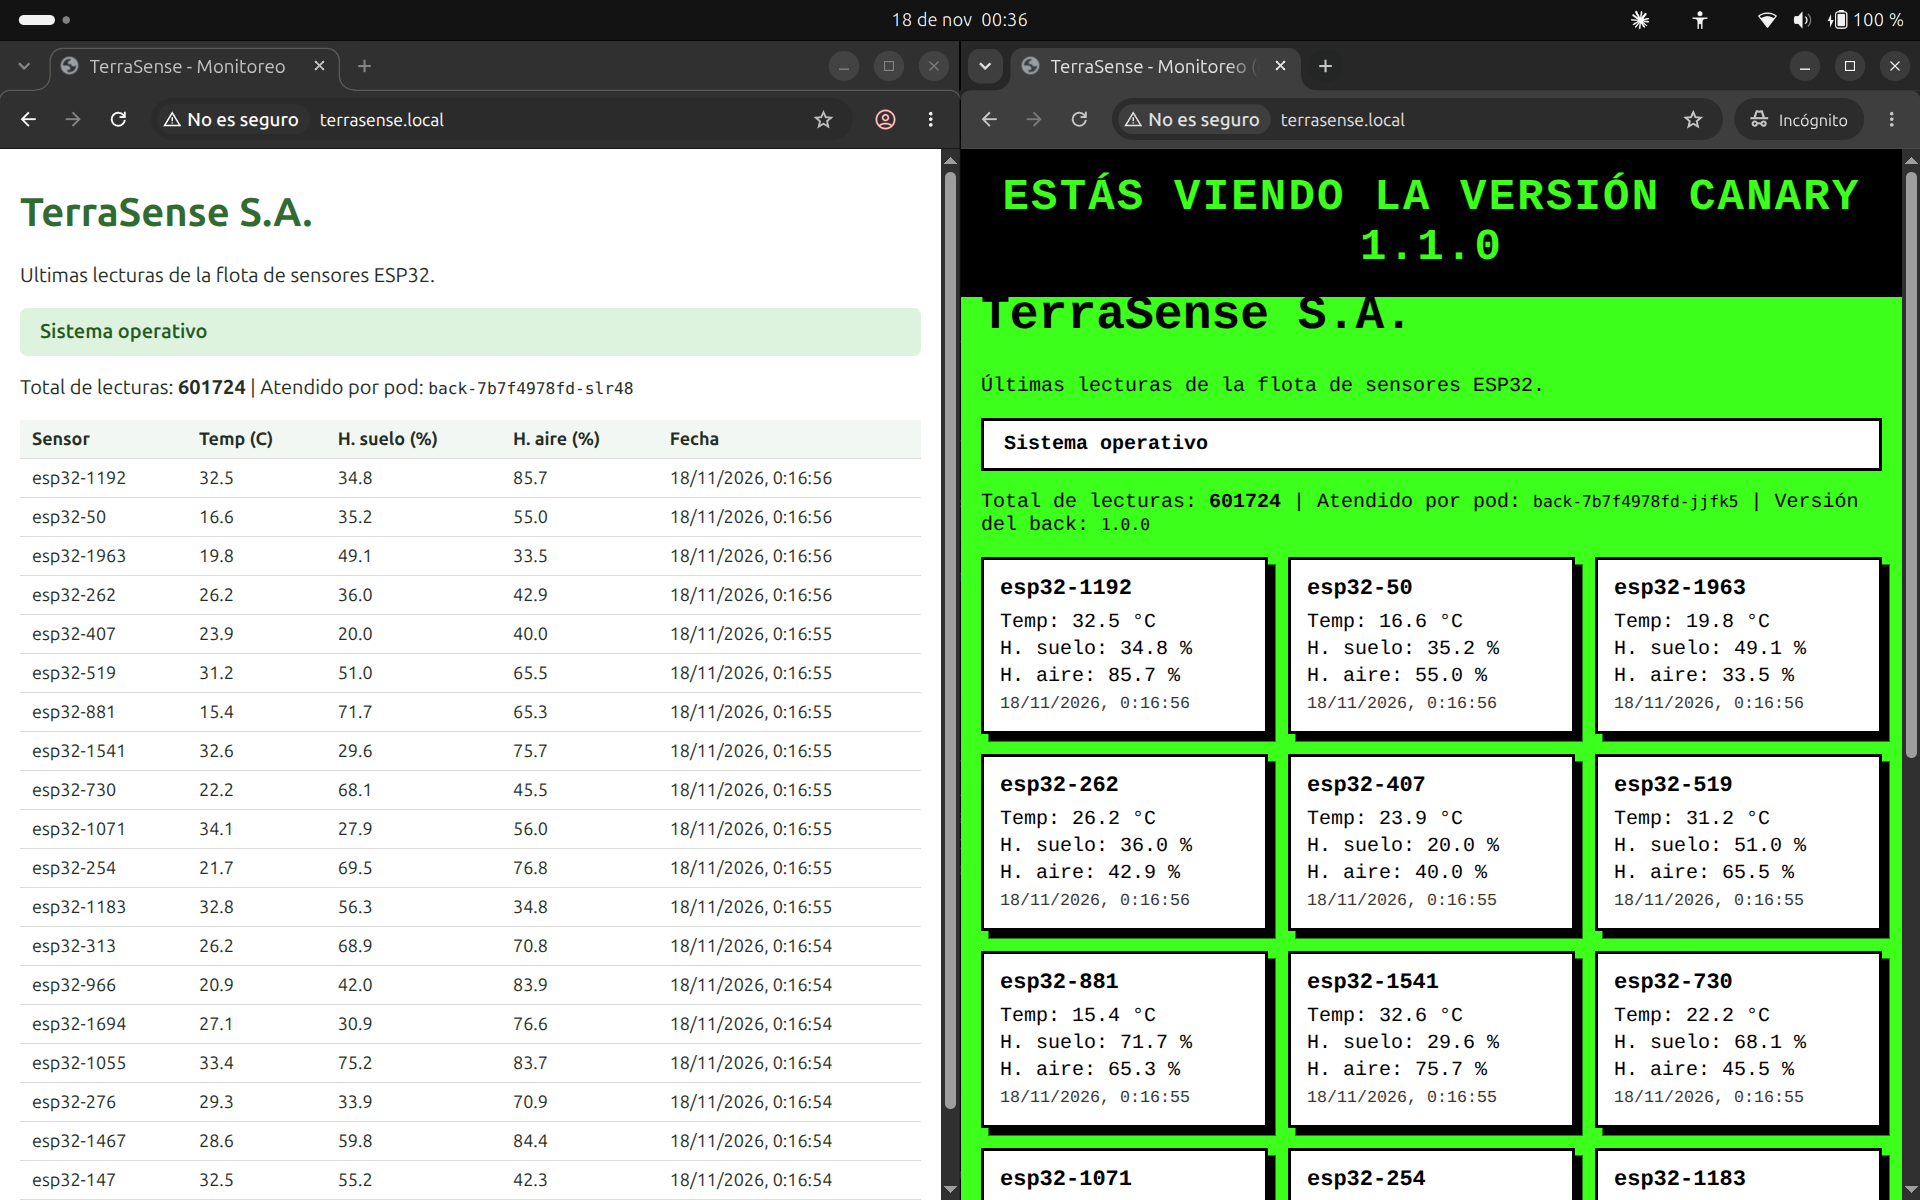 18 de nov  00:36
100 %
TerraSense - Monitoreo
No es seguro
terrasense.local
TerraSense S.A.
Ultimas lecturas de la flota de sensores ESP32.
Sistema operativo
Total de lecturas: 601724 | Atendido por pod: back-7b7f4978fd-slr48
Sensor Temp (C) H. suelo (%) H. aire (%) Fecha
esp32-1192 32.5 34.8 85.7 18/11/2026, 0:16:56
esp32-50 16.6 35.2 55.0 18/11/2026, 0:16:56
esp32-1963 19.8 49.1 33.5 18/11/2026, 0:16:56
esp32-262 26.2 36.0 42.9 18/11/2026, 0:16:56
esp32-407 23.9 20.0 40.0 18/11/2026, 0:16:55
esp32-519 31.2 51.0 65.5 18/11/2026, 0:16:55
esp32-881 15.4 71.7 65.3 18/11/2026, 0:16:55
esp32-1541 32.6 29.6 75.7 18/11/2026, 0:16:55
esp32-730 22.2 68.1 45.5 18/11/2026, 0:16:55
esp32-1071 34.1 27.9 56.0 18/11/2026, 0:16:55
esp32-254 21.7 69.5 76.8 18/11/2026, 0:16:55
esp32-1183 32.8 56.3 34.8 18/11/2026, 0:16:55
esp32-313 26.2 68.9 70.8 18/11/2026, 0:16:54
esp32-966 20.9 42.0 83.9 18/11/2026, 0:16:54
esp32-1694 27.1 30.9 76.6 18/11/2026, 0:16:54
esp32-1055 33.4 75.2 83.7 18/11/2026, 0:16:54
esp32-276 29.3 33.9 70.9 18/11/2026, 0:16:54
esp32-1467 28.6 59.8 84.4 18/11/2026, 0:16:54
esp32-147 32.5 55.2 42.3 18/11/2026, 0:16:54
TerraSense - Monitoreo (
No es seguro
terrasense.local
Incógnito
ESTÁS VIENDO LA VERSIÓN CANARY
1.1.0
TerraSense S.A.
Últimas lecturas de la flota de sensores ESP32.
Sistema operativo
Total de lecturas: 601724 | Atendido por pod: back-7b7f4978fd-jjfk5 | Versión
del back: 1.0.0
esp32-1192
Temp: 32.5 °C
H. suelo: 34.8 %
H. aire: 85.7 %
18/11/2026, 0:16:56
esp32-50
Temp: 16.6 °C
H. suelo: 35.2 %
H. aire: 55.0 %
18/11/2026, 0:16:56
esp32-1963
Temp: 19.8 °C
H. suelo: 49.1 %
H. aire: 33.5 %
18/11/2026, 0:16:56
esp32-262
Temp: 26.2 °C
H. suelo: 36.0 %
H. aire: 42.9 %
18/11/2026, 0:16:56
esp32-407
Temp: 23.9 °C
H. suelo: 20.0 %
H. aire: 40.0 %
18/11/2026, 0:16:55
esp32-519
Temp: 31.2 °C
H. suelo: 51.0 %
H. aire: 65.5 %
18/11/2026, 0:16:55
esp32-881
Temp: 15.4 °C
H. suelo: 71.7 %
H. aire: 65.3 %
18/11/2026, 0:16:55
esp32-1541
Temp: 32.6 °C
H. suelo: 29.6 %
H. aire: 75.7 %
18/11/2026, 0:16:55
esp32-730
Temp: 22.2 °C
H. suelo: 68.1 %
H. aire: 45.5 %
18/11/2026, 0:16:55
esp32-1071
esp32-254
esp32-1183